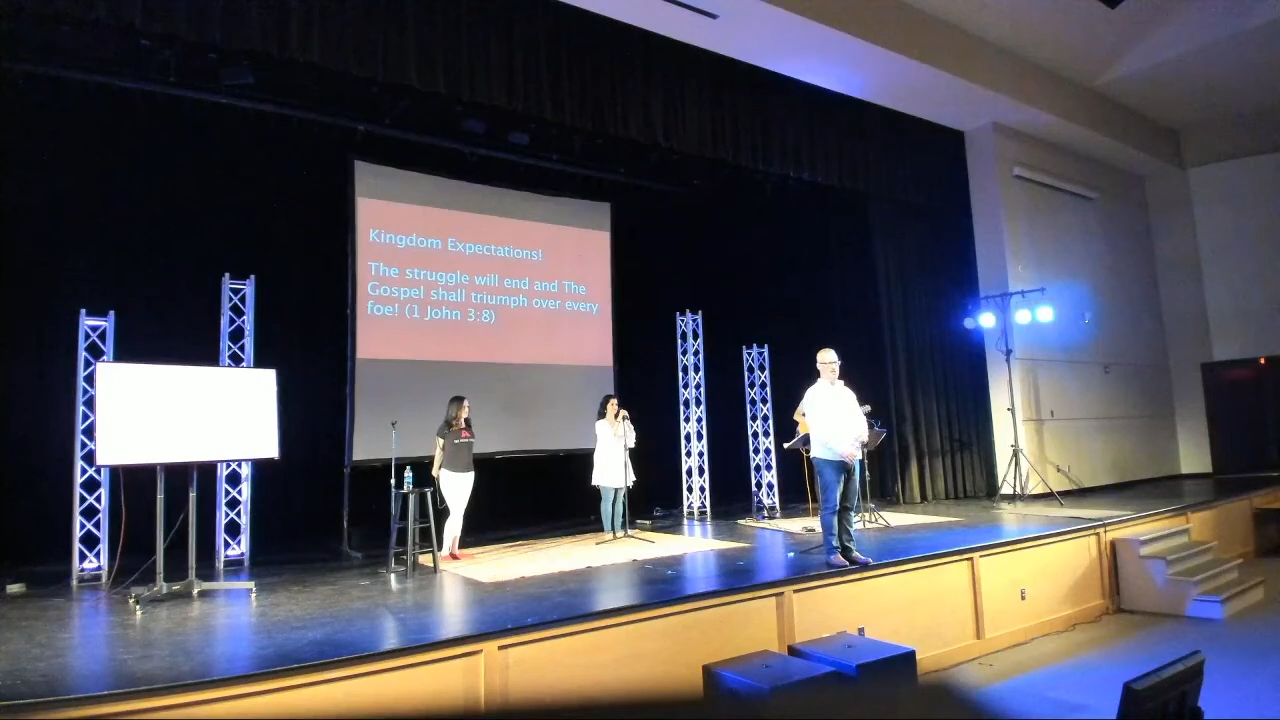 Kingdom Expectations!
The struggle will end and The
Gospel shall triumph over every
foe! (1 John 3:8)